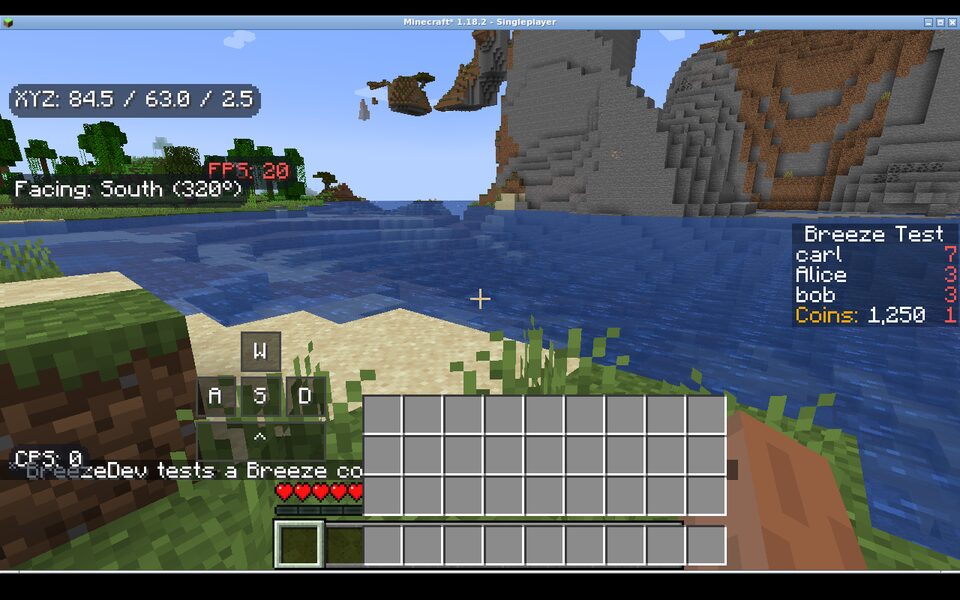 Minecraft* 1.18.2 - Singleplayer
XYZ: 84.5 / 63.0 / 2.5
FPS: 20
Facing: South (320°)
Breeze Test
carl 7
Alice 3
bob 3
Coins: 1,250 1
W
A S D
^
CPS: 0
* BreezeDev tests a Breeze co